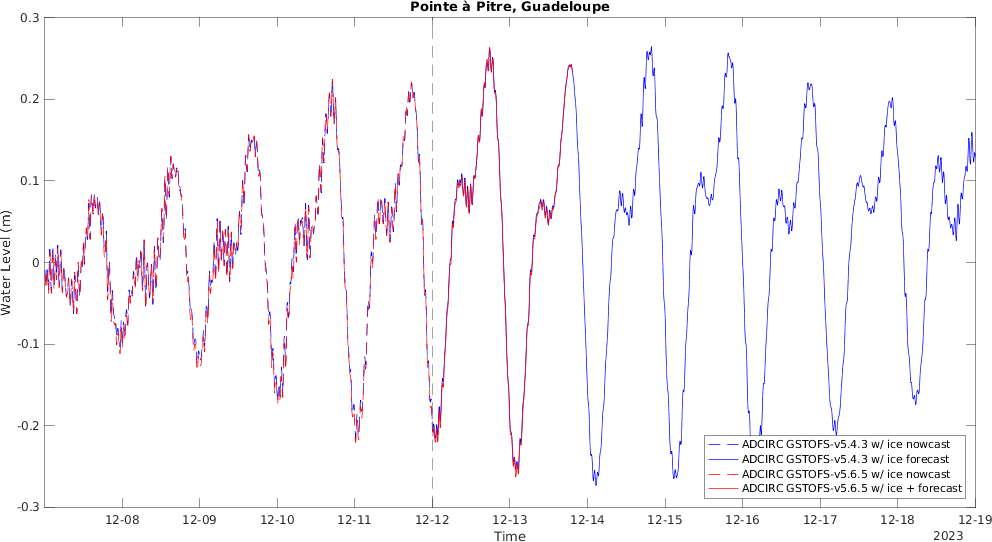 Pointe à Pitre, Guadeloupe
0.3
0.2
0.1
0
-0.1
-0.2
-0.3
Water Level (m)
ADCIRC GSTOFS-v5.4.3 w/ ice nowcast
ADCIRC GSTOFS-v5.4.3 w/ ice forecast
ADCIRC GSTOFS-v5.6.5 w/ ice nowcast
ADCIRC GSTOFS-v5.6.5 w/ ice + forecast
12-08 12-09 12-10 12-11 12-12 12-13 12-14 12-15 12-16 12-17 12-18 12-19
Time
2023